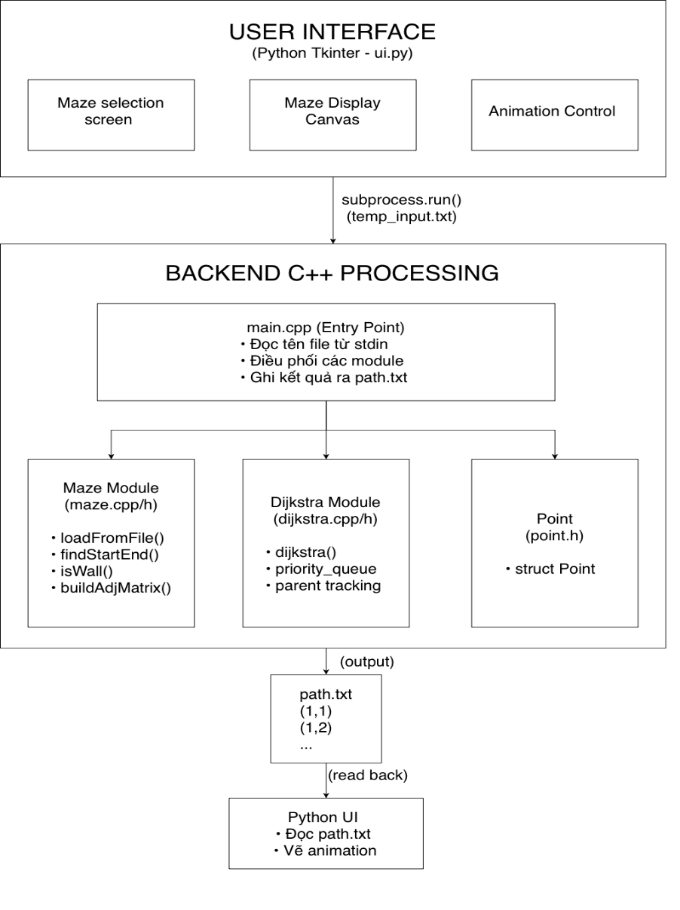 USER INTERFACE
(Python Tkinter - ui.py)
Maze selection
screen
Maze Display
Canvas
Animation Control
subprocess.run()
(temp_input.txt)
BACKEND C++ PROCESSING
main.cpp (Entry Point)
• Đọc tên file từ stdin
• Điều phối các module
• Ghi kết quả ra path.txt
Maze Module
(maze.cpp/h)
• loadFromFile()
• findStartEnd()
• isWall()
• buildAdjMatrix()
Dijkstra Module
(dijkstra.cpp/h)
• dijkstra()
• priority_queue
• parent tracking
Point
(point.h)
• struct Point
(output)
path.txt
(1,1)
(1,2)
...
(read back)
Python UI
• Đọc path.txt
• Vẽ animation